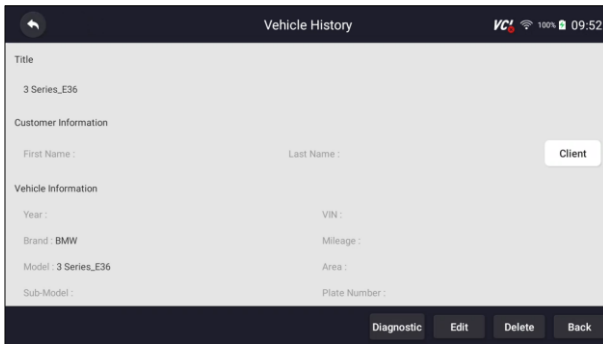 Vehicle History VCI 100% 09:52
Title
3 Series_E36
Customer Information
First Name : Last Name : Client
Vehicle Information
Year : VIN :
Brand : BMW Mileage :
Model : 3 Series_E36 Area :
Sub-Model : Plate Number :
Diagnostic Edit Delete Back